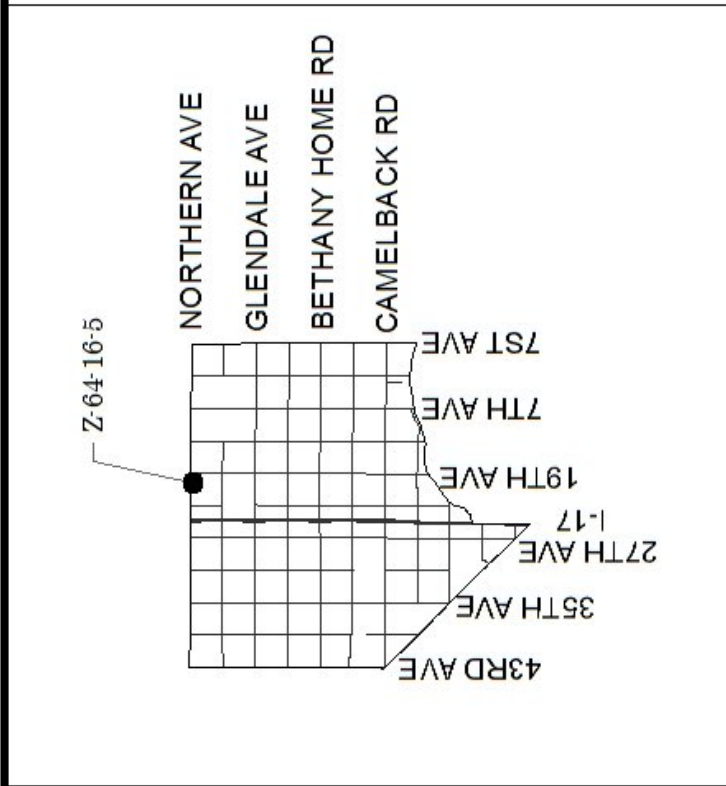 Z-64-16-5
NORTHERN AVE
GLENDALE AVE
BETHANY HOME RD
CAMELBACK RD
7ST AVE
7TH AVE
19TH AVE
I-17
27TH AVE
35TH AVE
43RD AVE